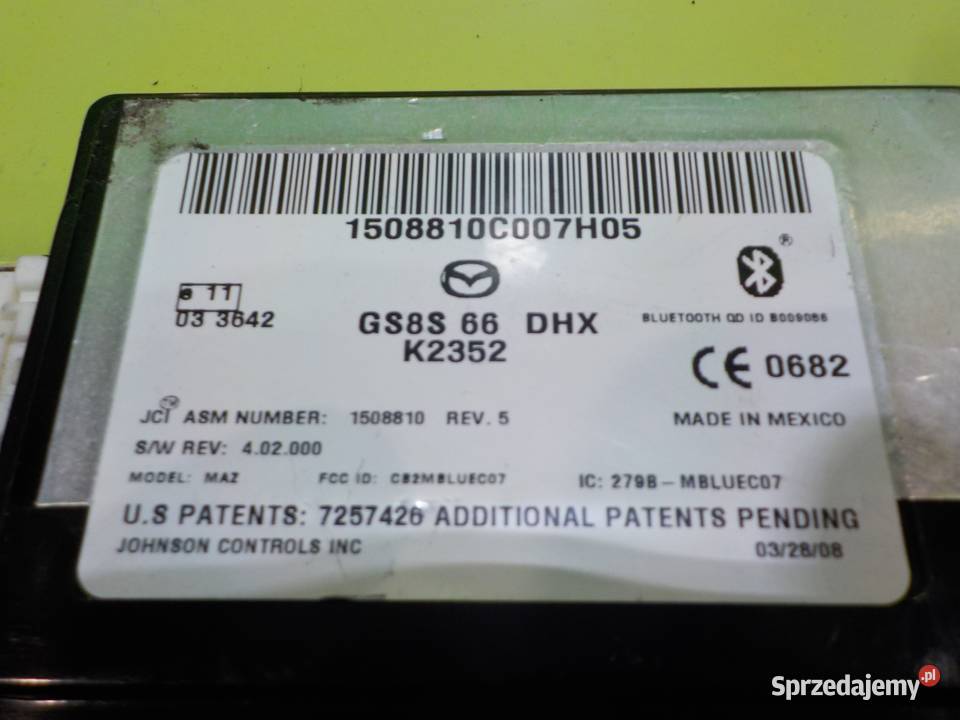 1508810C007H05
e 11
03 3642
GS8S 66 DHX
K2352
BLUETOOTH QD ID B009086
CE 0682
JCI TM ASM NUMBER: 1508810 REV. 5
MADE IN MEXICO
S/W REV: 4.02.000
MODEL: MAZ FCC ID: CB2MBLUEC07 IC: 279B-MBLUEC07
U.S PATENTS: 7257426 ADDITIONAL PATENTS PENDING
JOHNSON CONTROLS INC 03/28/08
Sprzedajemy.pl